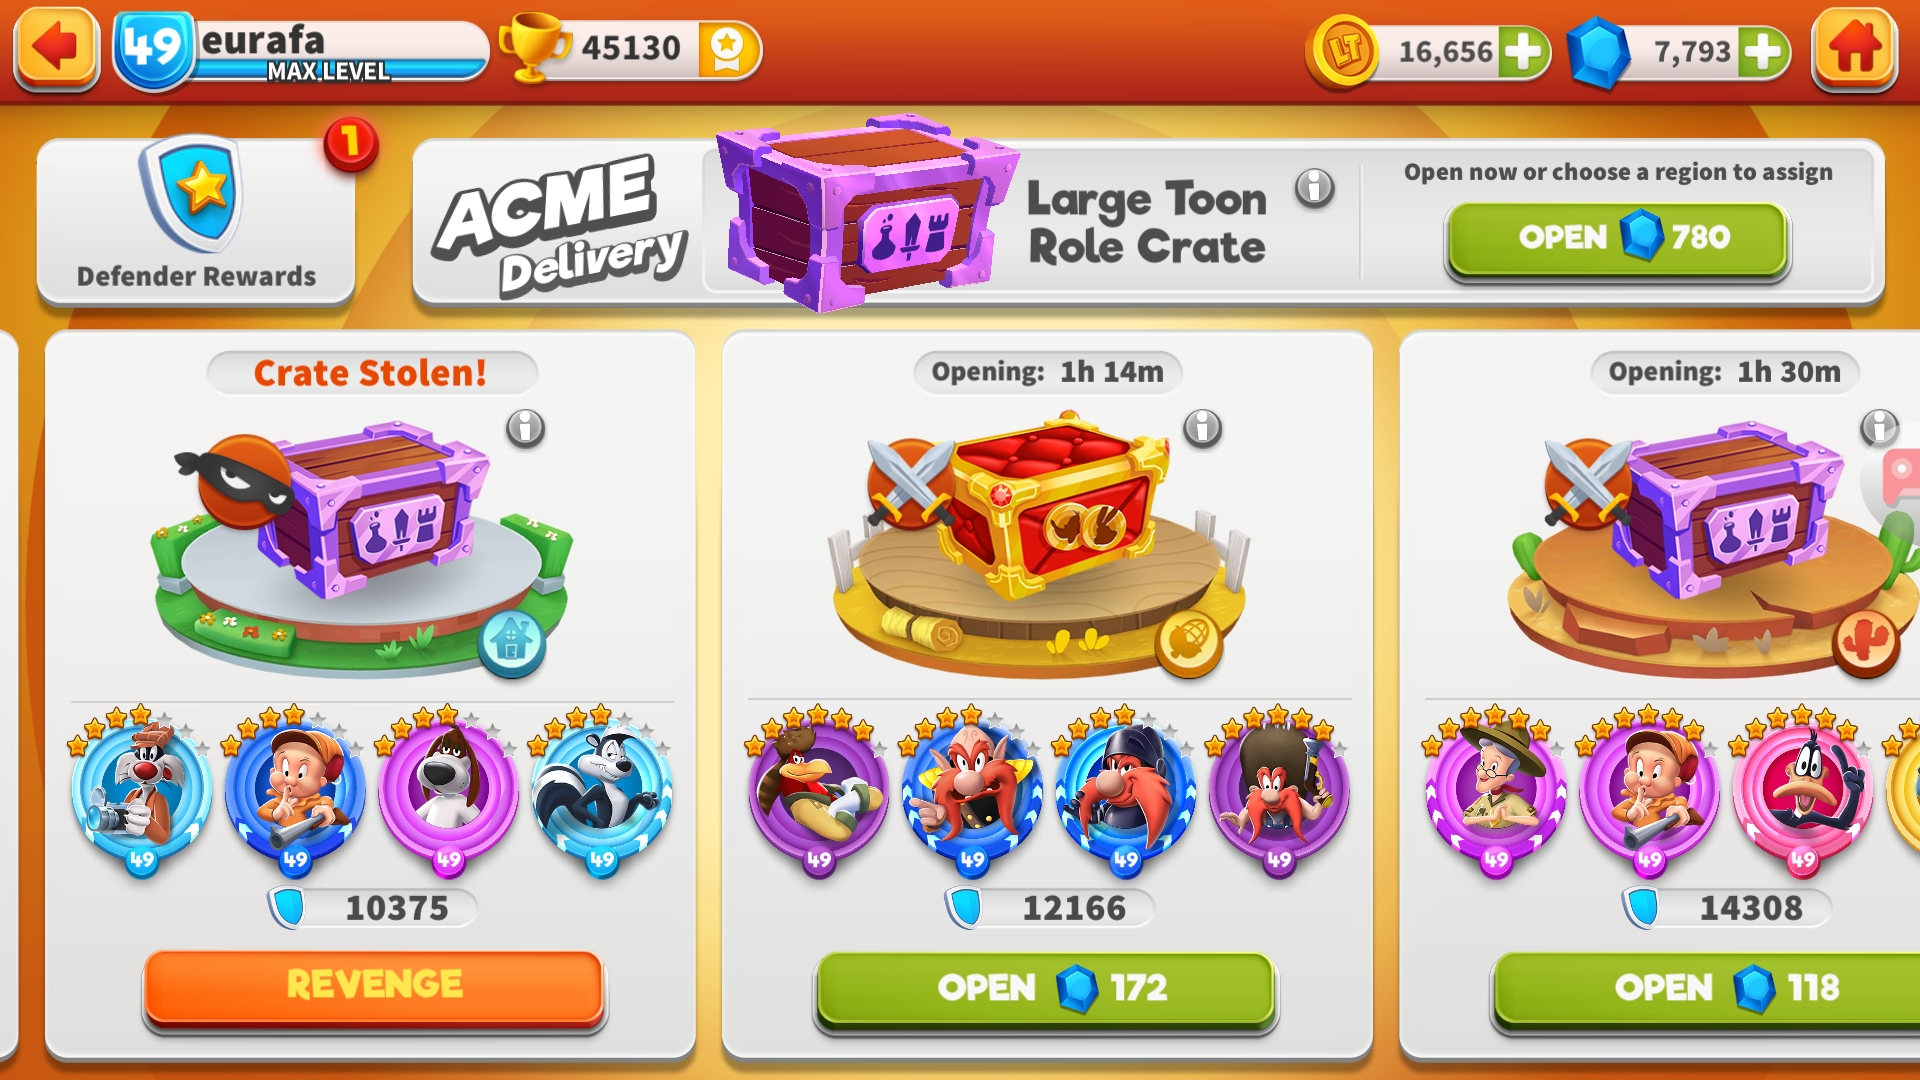 49 eurafa
MAX LEVEL
45130
LT 16,656
7,793
1
Defender Rewards
ACME
Delivery
Large Toon
Role Crate
Open now or choose a region to assign
OPEN 780
Crate Stolen!
49 49 49 49
10375
REVENGE
Opening: 1h 14m
49 49 49 49
12166
OPEN 172
Opening: 1h 30m
49 49 49
14308
OPEN 118